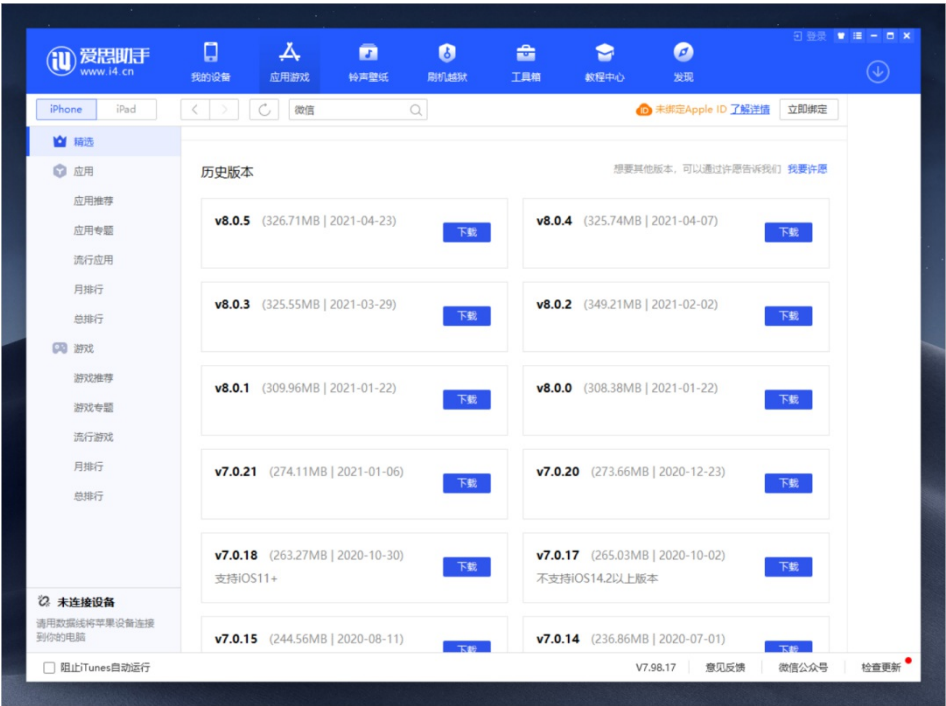 登录
爱思助手
www.i4.cn
我的设备
应用游戏
铃声壁纸
刷机越狱
工具箱
教程中心
发现
iPhone
iPad
微信
未绑定Apple ID 了解详情
立即绑定
精选
应用
应用推荐
应用专题
流行应用
月排行
总排行
游戏
游戏推荐
游戏专题
流行游戏
月排行
总排行
历史版本
想要其他版本，可以通过许愿告诉我们 我要许愿
v8.0.5 (326.71MB | 2021-04-23)
下载
v8.0.4 (325.74MB | 2021-04-07)
下载
v8.0.3 (325.55MB | 2021-03-29)
下载
v8.0.2 (349.21MB | 2021-02-02)
下载
v8.0.1 (309.96MB | 2021-01-22)
下载
v8.0.0 (308.38MB | 2021-01-22)
下载
v7.0.21 (274.11MB | 2021-01-06)
下载
v7.0.20 (273.66MB | 2020-12-23)
下载
v7.0.18 (263.27MB | 2020-10-30)
支持iOS11+
下载
v7.0.17 (265.03MB | 2020-10-02)
不支持iOS14.2以上版本
下载
v7.0.15 (244.56MB | 2020-08-11)
下载
v7.0.14 (236.86MB | 2020-07-01)
下载
未连接设备
请用数据线将苹果设备连接
到你的电脑
阻止iTunes自动运行
V7.98.17
意见反馈
微信公众号
检查更新